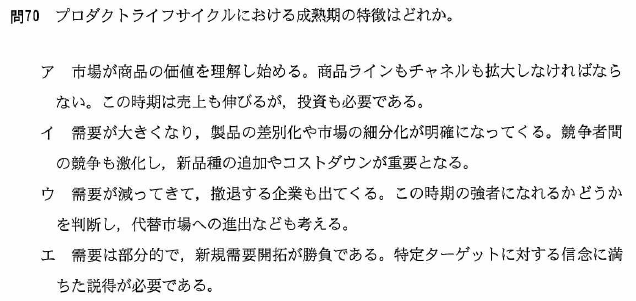 問70 プロダクトライフサイクルにおける成熟期の特徴はどれか。
ア 市場が商品の価値を理解し始める。商品ラインもチャネルも拡大しなければなら
ない。この時期は売上も伸びるが，投資も必要である。
イ 需要が大きくなり，製品の差別化や市場の細分化が明確になってくる。競争者間
の競争も激化し，新品種の追加やコストダウンが重要となる。
ウ 需要が減ってきて，撤退する企業も出てくる。この時期の強者になれるかどうか
を判断し，代替市場への進出なども考える。
エ 需要は部分的で，新規需要開拓が勝負である。特定ターゲットに対する信念に満
ちた説得が必要である。